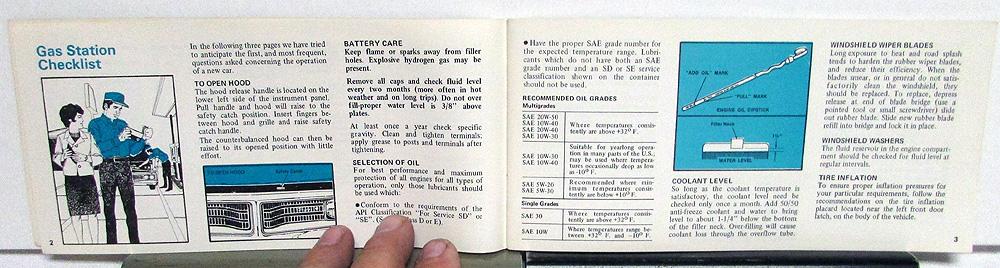 Gas Station
Checklist
In the following three pages we have tried
to anticipate the first, and most frequent,
questions asked concerning the operation
of a new car.
TO OPEN HOOD
The hood release handle is located on the
lower left side of the instrument panel.
Pull handle and hood will raise to the
safety catch position. Insert fingers be-
tween hood and grille and raise safety
catch handle.
The counterbalanced hood can then be
raised to its opened position with little
effort.
TO OPEN HOOD
Safety Catch
2
BATTERY CARE
Keep flame or sparks away from filler
holes. Explosive hydrogen gas may be
present.
Remove all caps and check fluid level
every two months (more often in hot
weather and on long trips). Do not over
fill-proper water level is 3/8" above
plates.
At least once a year check specific
gravity. Clean and tighten terminals;
apply grease to posts and terminals after
tightening.
SELECTION OF OIL
For best performance and maximum
protection of all engines for all types of
operation, only those lubricants should
be used which:
• Conform to the requirements of the
API Classification "For Service SD" or
"SE", (S D or E).
• Have the proper SAE grade number for
the expected temperature range. Lubri-
cants which do not have both an SAE
grade number and an SD or SE service
classification shown on the container
should not be used.
RECOMMENDED OIL GRADES
Multigrades
SAE 20W-50
SAE 10W-50
SAE 20W-40
SAE 10W-40
SAE 10W-30
Where temperatures consis-
tently are above +32° F.
SAE 10W-30
SAE 10W-40
Suitable for yearlong opera-
tion in many parts of the U.S.;
may be used where tempera-
tures occasionally drop as low
as -10° F.
SAE 5W-20
SAE 5W-30
Recommended where min-
imum temperatures consis-
tently are below +10° F.
Single Grades
SAE 30
Where temperatures consis-
tently are above +32° F.
SAE 10W
Where temperatures range be-
tween +32° F. and -10° F.
"ADD OIL" MARK
"FULL" MARK
ENGINE OIL DIPSTICK
Filler Neck
1¼"
WATER LEVEL
COOLANT LEVEL
So long as the coolant temperature is
satisfactory, the coolant level need be
checked only once a month. Add 50/50
anti-freeze coolant and water to bring
level to about 1-1/4" below the bottom
of the filler neck. Over-filling will cause
coolant loss through the overflow tube.
WINDSHIELD WIPER BLADES
Long exposure to heat and road splash
tends to harden the rubber wiper blades,
and reduce their efficiency. When the
blades smear, or in general do not satis-
factorily clean the windshield, they
should be replaced. To replace, depress
release at end of blade bridge (use a
pointed tool or small screwdriver) slide
out rubber blade. Slide new rubber blade
refill into bridge and lock it in place.
WINDSHIELD WASHERS
The fluid reservoir in the engine compart-
ment should be checked for fluid level at
regular intervals.
TIRE INFLATION
To ensure proper inflation pressures for
your particular requirements, follow the
recommendations on the tire inflation
placard located near the left front door
latch, on the body of the vehicle.
3